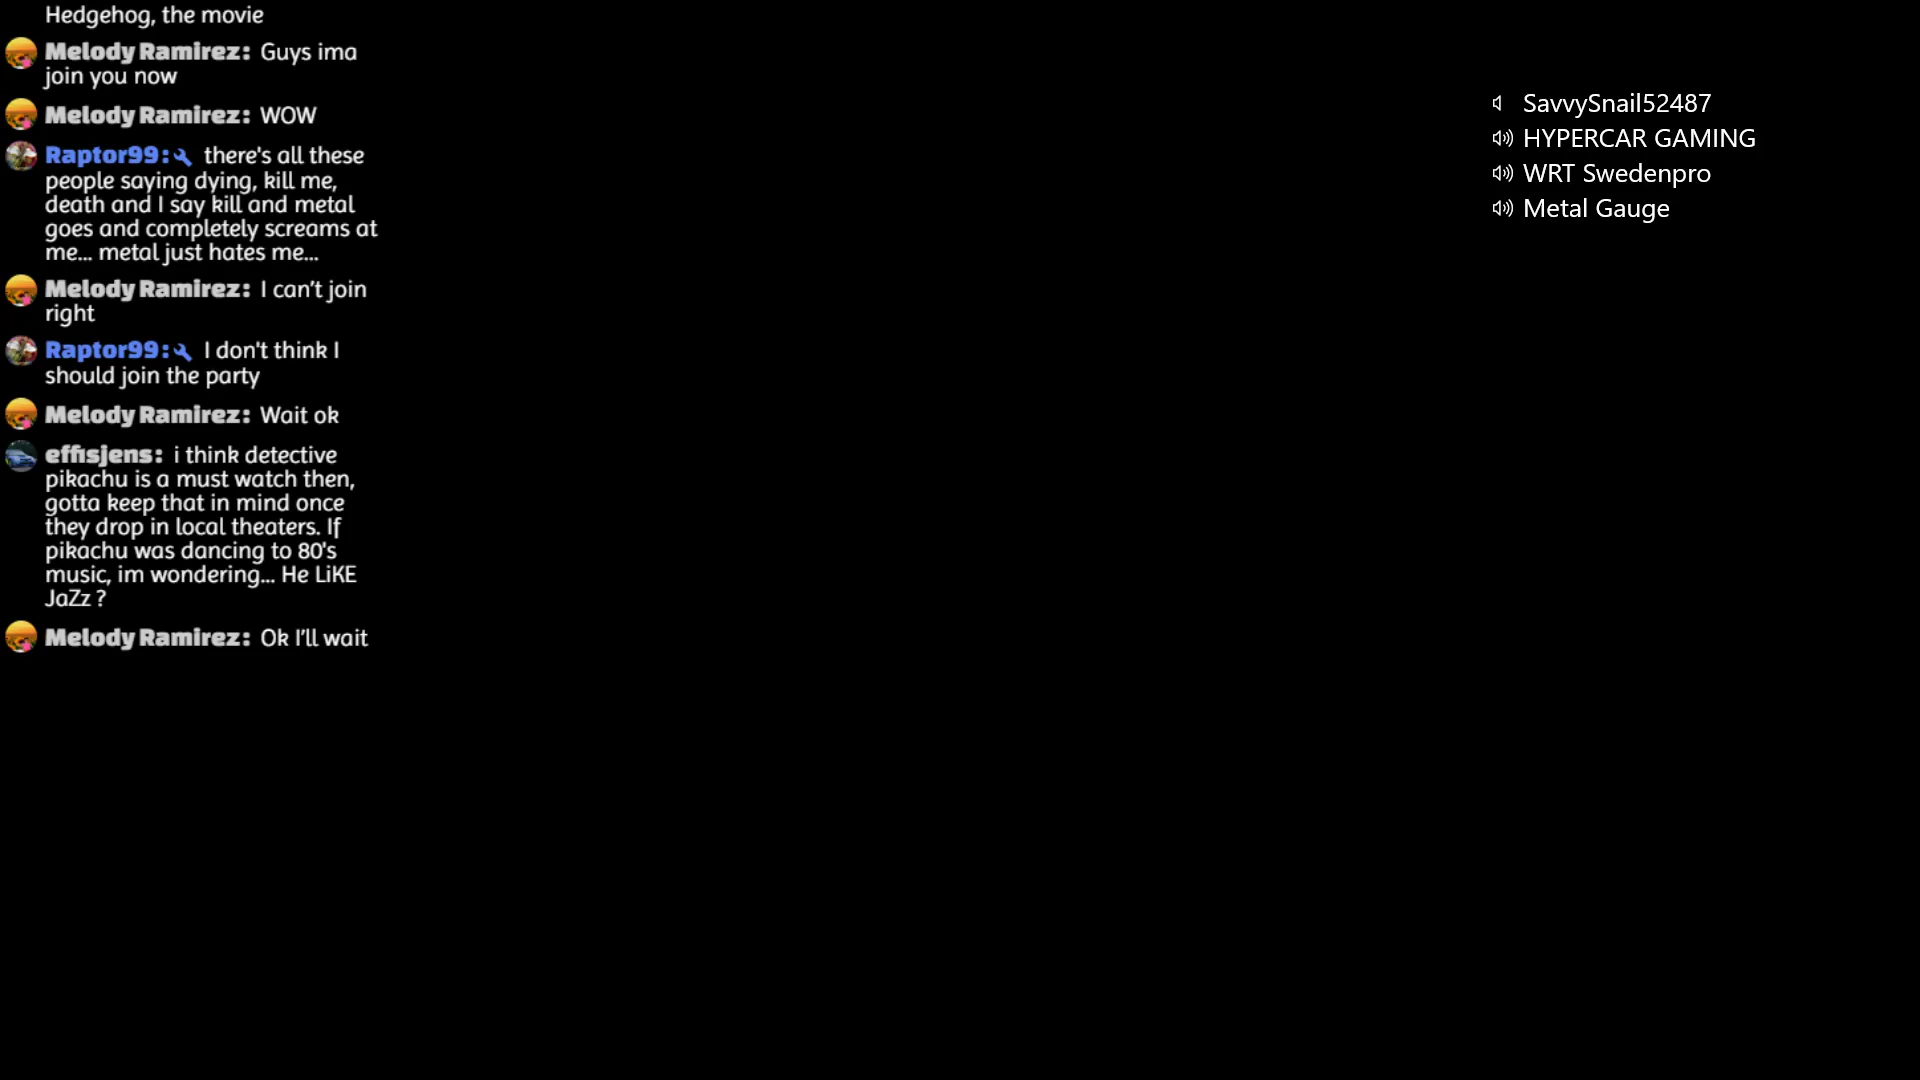 Hedgehog, the movie
Melody Ramirez: Guys ima
join you now
Melody Ramirez: WOW
Raptor99: there's all these
people saying dying, kill me,
death and I say kill and metal
goes and completely screams at
me... metal just hates me...
Melody Ramirez: I can’t join
right
Raptor99: I don't think I
should join the party
Melody Ramirez: Wait ok
effisjens: i think detective
pikachu is a must watch then,
gotta keep that in mind once
they drop in local theaters. If
pikachu was dancing to 80's
music, im wondering... He LiKE
JaZz ?
Melody Ramirez: Ok I’ll wait
SavvySnail52487
HYPERCAR GAMING
WRT Swedenpro
Metal Gauge